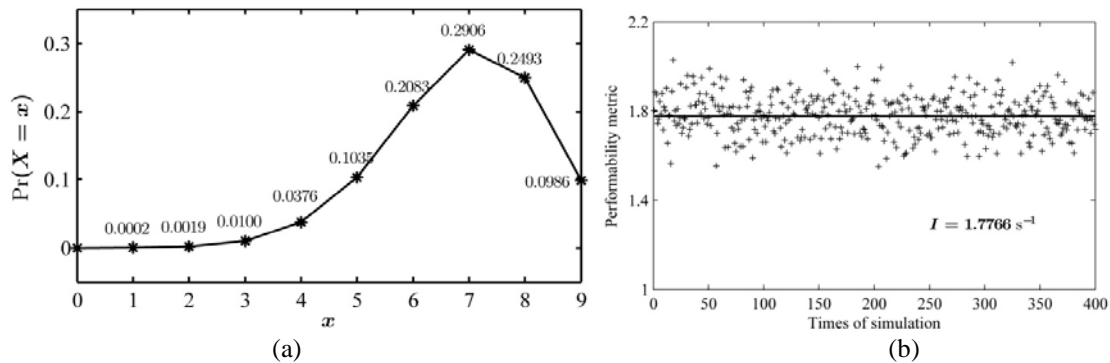 0.3
0.2
0.1
0
Pr(X = x)
0.0002
0.0019
0.0100
0.0376
0.1035
0.2083
0.2906
0.2493
0.0986
0 1 2 3 4 5 6 7 8 9
x
(a)
2.2
1.8
1.4
1
Performability metric
I = 1.7766 s⁻¹
0 50 100 150 200 250 300 350 400
Times of simulation
(b)